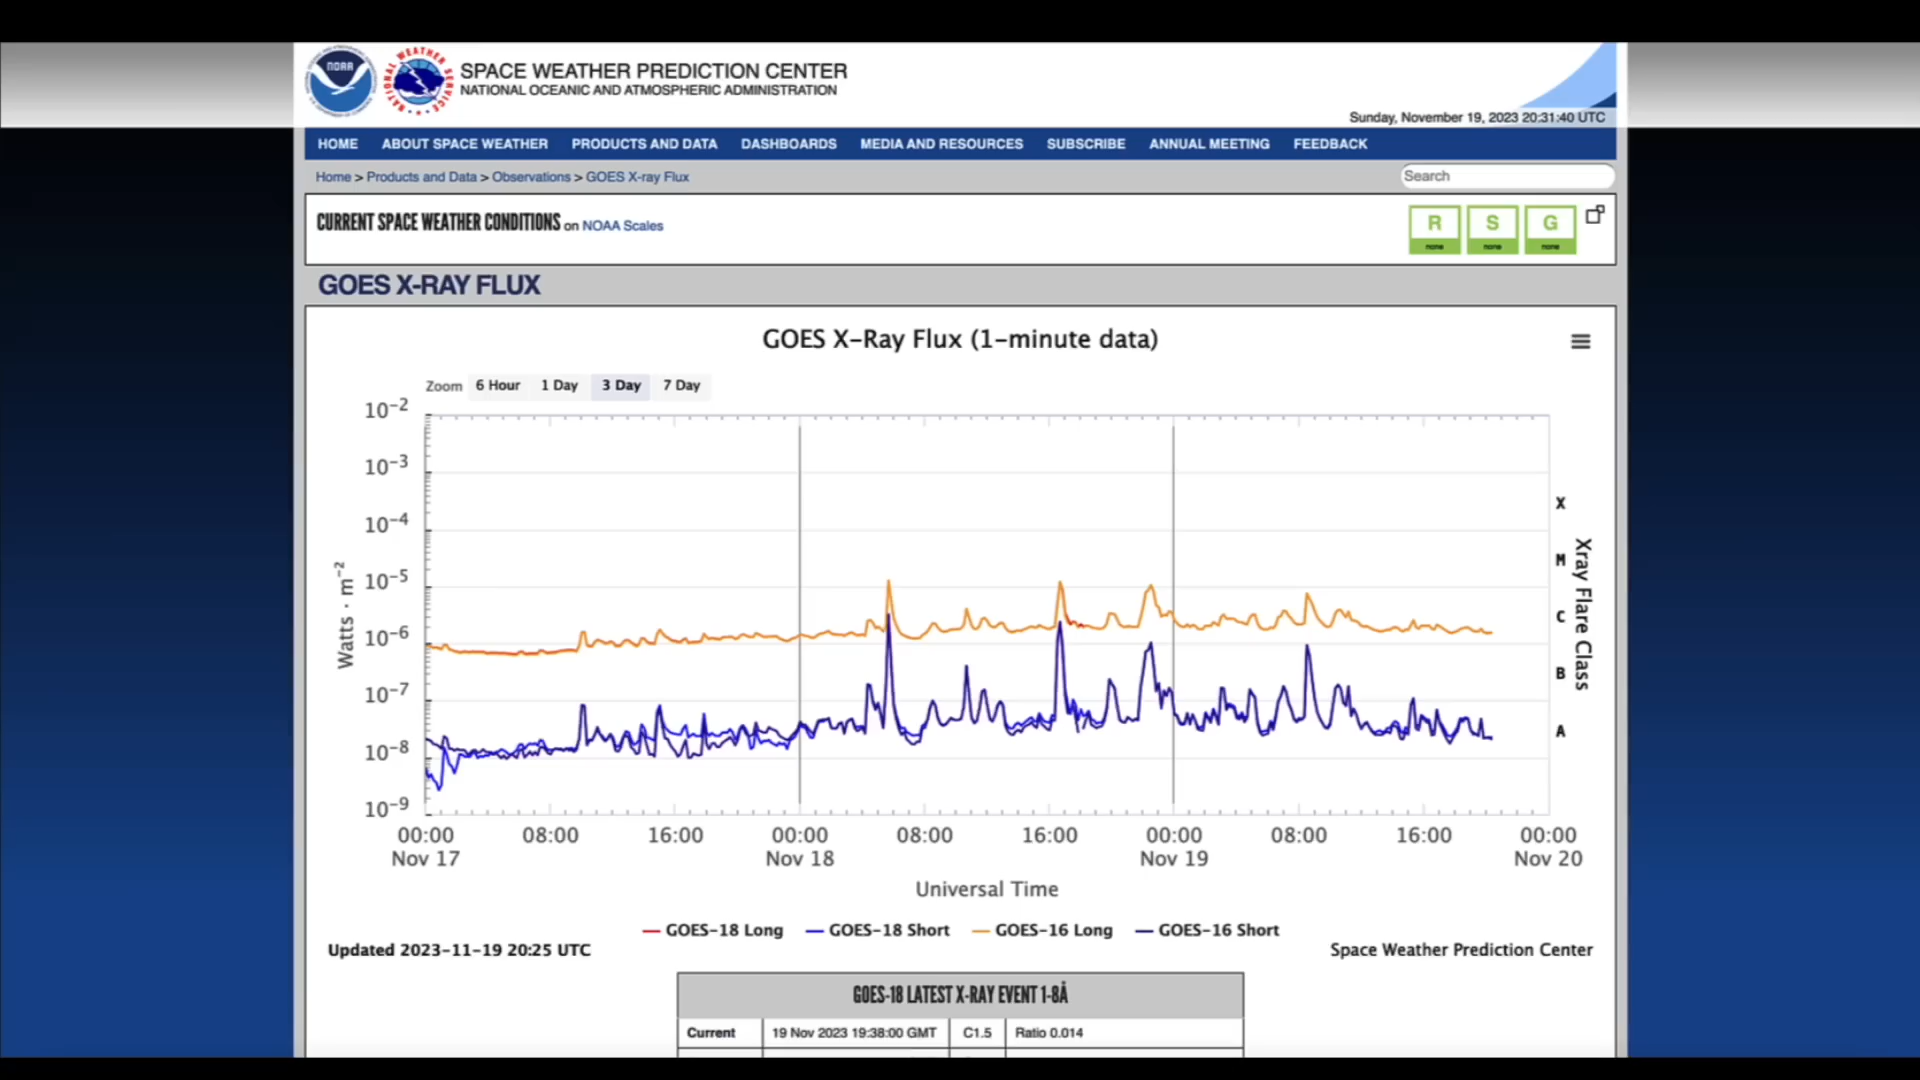 NOAA
NATIONAL WEATHER SERVICE
SPACE WEATHER PREDICTION CENTER
NATIONAL OCEANIC AND ATMOSPHERIC ADMINISTRATION
Sunday, November 19, 2023 20:31:40 UTC
HOME ABOUT SPACE WEATHER PRODUCTS AND DATA DASHBOARDS MEDIA AND RESOURCES SUBSCRIBE ANNUAL MEETING FEEDBACK
Home > Products and Data > Observations > GOES X-ray Flux
Search
CURRENT SPACE WEATHER CONDITIONS on NOAA Scales
R S G
none none none
GOES X-RAY FLUX
GOES X-Ray Flux (1-minute data)
Zoom 6 Hour 1 Day 3 Day 7 Day
10⁻²
10⁻³
10⁻⁴
10⁻⁵
10⁻⁶
10⁻⁷
10⁻⁸
10⁻⁹
Watts · m⁻²
X
M
C
B
A
Xray Flare Class
00:00 08:00 16:00 00:00 08:00 16:00 00:00 08:00 16:00 00:00
Nov 17 Nov 18 Nov 19 Nov 20
Universal Time
GOES-18 Long GOES-18 Short GOES-16 Long GOES-16 Short
Updated 2023-11-19 20:25 UTC
Space Weather Prediction Center
GOES-18 LATEST X-RAY EVENT 1-8Å
Current 19 Nov 2023 19:38:00 GMT C1.5 Ratio 0.014